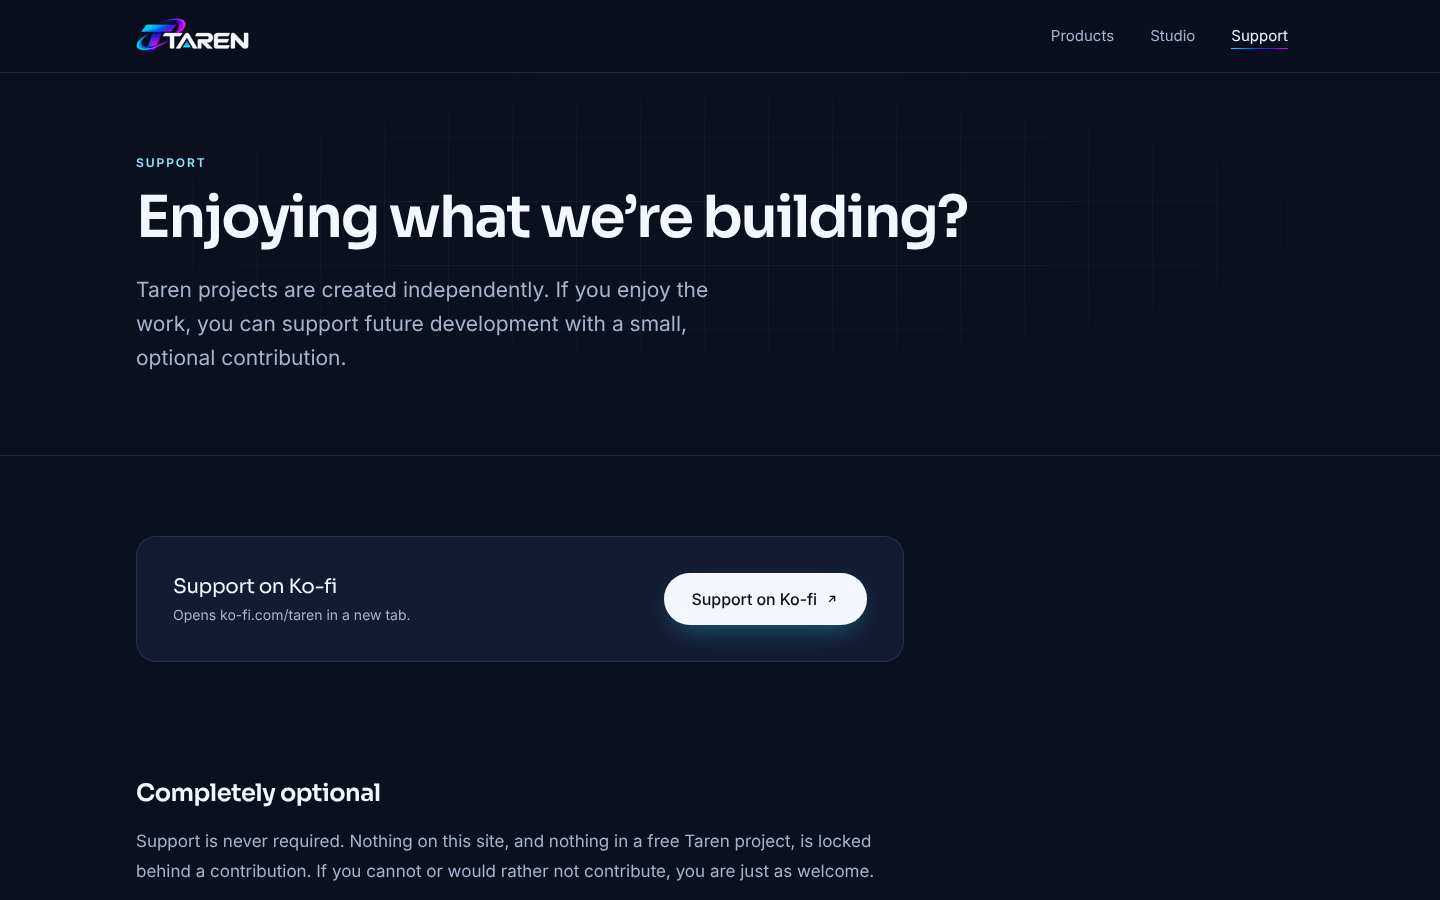 TAREN
Products
Studio
Support
SUPPORT
Enjoying what we’re building?
Taren projects are created independently. If you enjoy the
work, you can support future development with a small,
optional contribution.
Support on Ko-fi
Opens ko-fi.com/taren in a new tab.
Support on Ko-fi
Completely optional
Support is never required. Nothing on this site, and nothing in a free Taren project, is locked
behind a contribution. If you cannot or would rather not contribute, you are just as welcome.